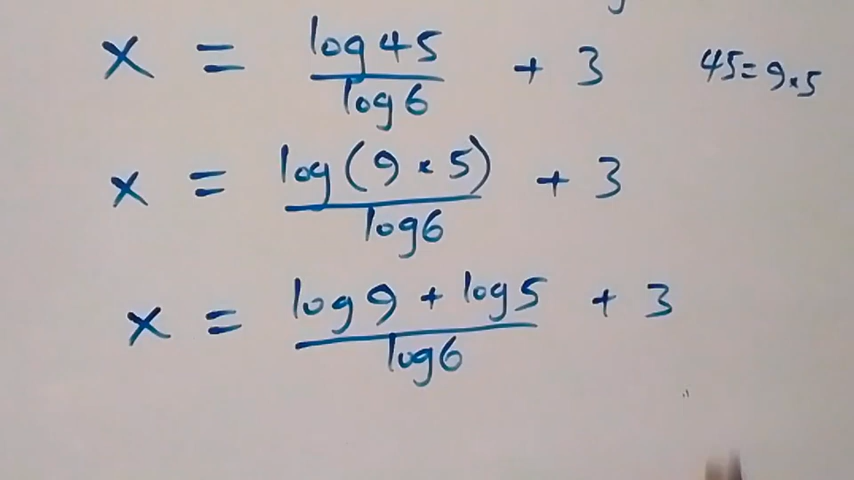 x = log 45 / log 6 + 3 45 = 9 × 5
x = log (9 × 5) / log 6 + 3
x = log 9 + log 5 / log 6 + 3